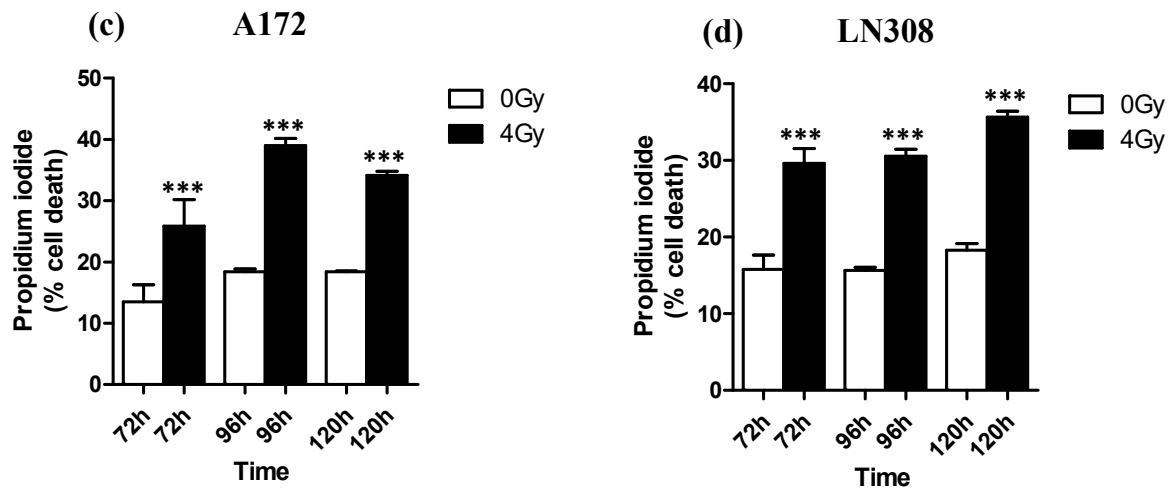 (c) A172
0Gy
4Gy
Propidium iodide
(% cell death)
50
40
30
20
10
0
***
***
***
72h
72h
96h
96h
120h
120h
Time
(d) LN308
0Gy
4Gy
Propidium iodide
(% cell death)
40
30
20
10
0
***
***
***
72h
72h
96h
96h
120h
120h
Time